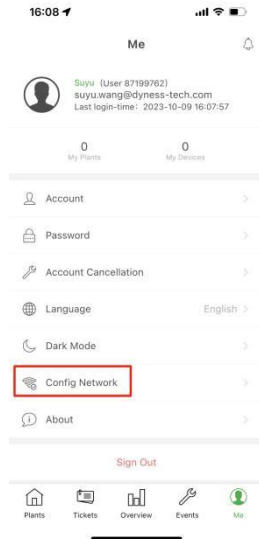 16:08
Me
Suyu (User 87199762)
suyu.wang@dyness-tech.com
Last login-time: 2023-10-09 16:07:57
0 0
My Plants My Devices
Account
Password
Account Cancellation
Language English
Dark Mode
Config Network
About
Sign Out
Plants Tickets Overview Events Me